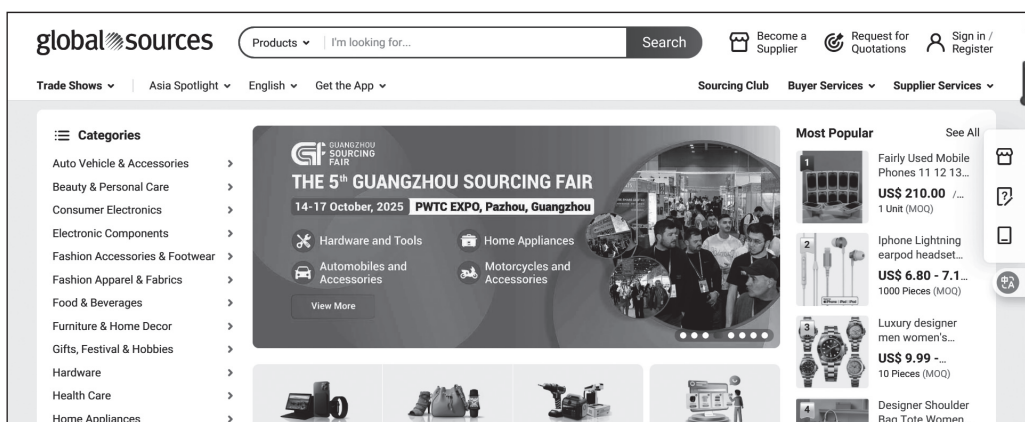 global sources
Products
I'm looking for...
Search
Become a
Supplier
Request for
Quotations
Sign in /
Register
Trade Shows
Asia Spotlight
English
Get the App
Sourcing Club
Buyer Services
Supplier Services
Categories
Auto Vehicle & Accessories
Beauty & Personal Care
Consumer Electronics
Electronic Components
Fashion Accessories & Footwear
Fashion Apparel & Fabrics
Food & Beverages
Furniture & Home Decor
Gifts, Festival & Hobbies
Hardware
Health Care
Home Appliances
GUANGZHOU
SOURCING
FAIR
THE 5th GUANGZHOU SOURCING FAIR
14-17 October, 2025 PWTC EXPO, Pazhou, Guangzhou
Hardware and Tools
Home Appliances
Automobiles and
Accessories
Motorcycles and
Accessories
View More
Most Popular
See All
1
Fairly Used Mobile
Phones 11 12 13...
US$ 210.00 /...
1 Unit (MOQ)
2
Iphone Lightning
earpod headset...
US$ 6.80 - 7.1...
1000 Pieces (MOQ)
3
Luxury designer
men women's...
US$ 9.99 -...
10 Pieces (MOQ)
4
Designer Shoulder
Bag Tote Women